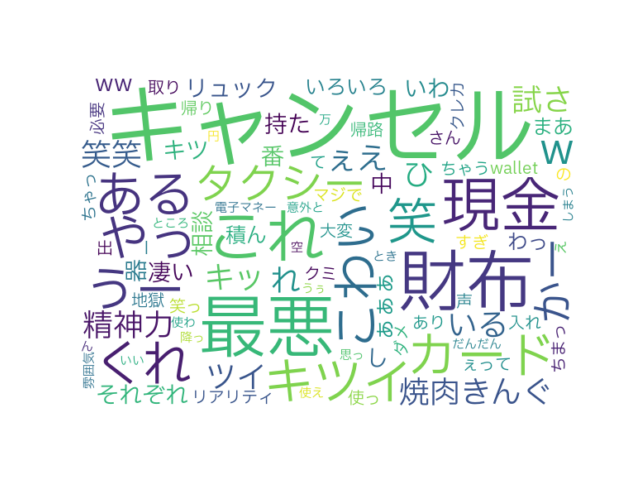 ww 取り リュック いろいろ いわ クレカ
必要 帰り キャンセル 試さ
円 万 帰路 さん まあ
笑笑 キツ 番 持た ええ w
ちゃっ ある タクシー て 中 ひ ちゃう wallet の
やっ これ 電子マネー 意外と マジで 笑 現金 しまう
ところ 相談 積ん 大変 こわい すぎ わっ
圧 ー 器 凄い キッ れ 空 とき 財布 え かー
う 地獄 クミ うぅ あぁあ 声
精神力 笑っ 最悪 ダメ あり いる 入れ ちまっ
くれ 使わ 降っ 思っ し カード だんだん
雰囲気 で いい ツイ キツイ えって
それぞれ リアリティ 使え 使っ 焼肉きんぐ